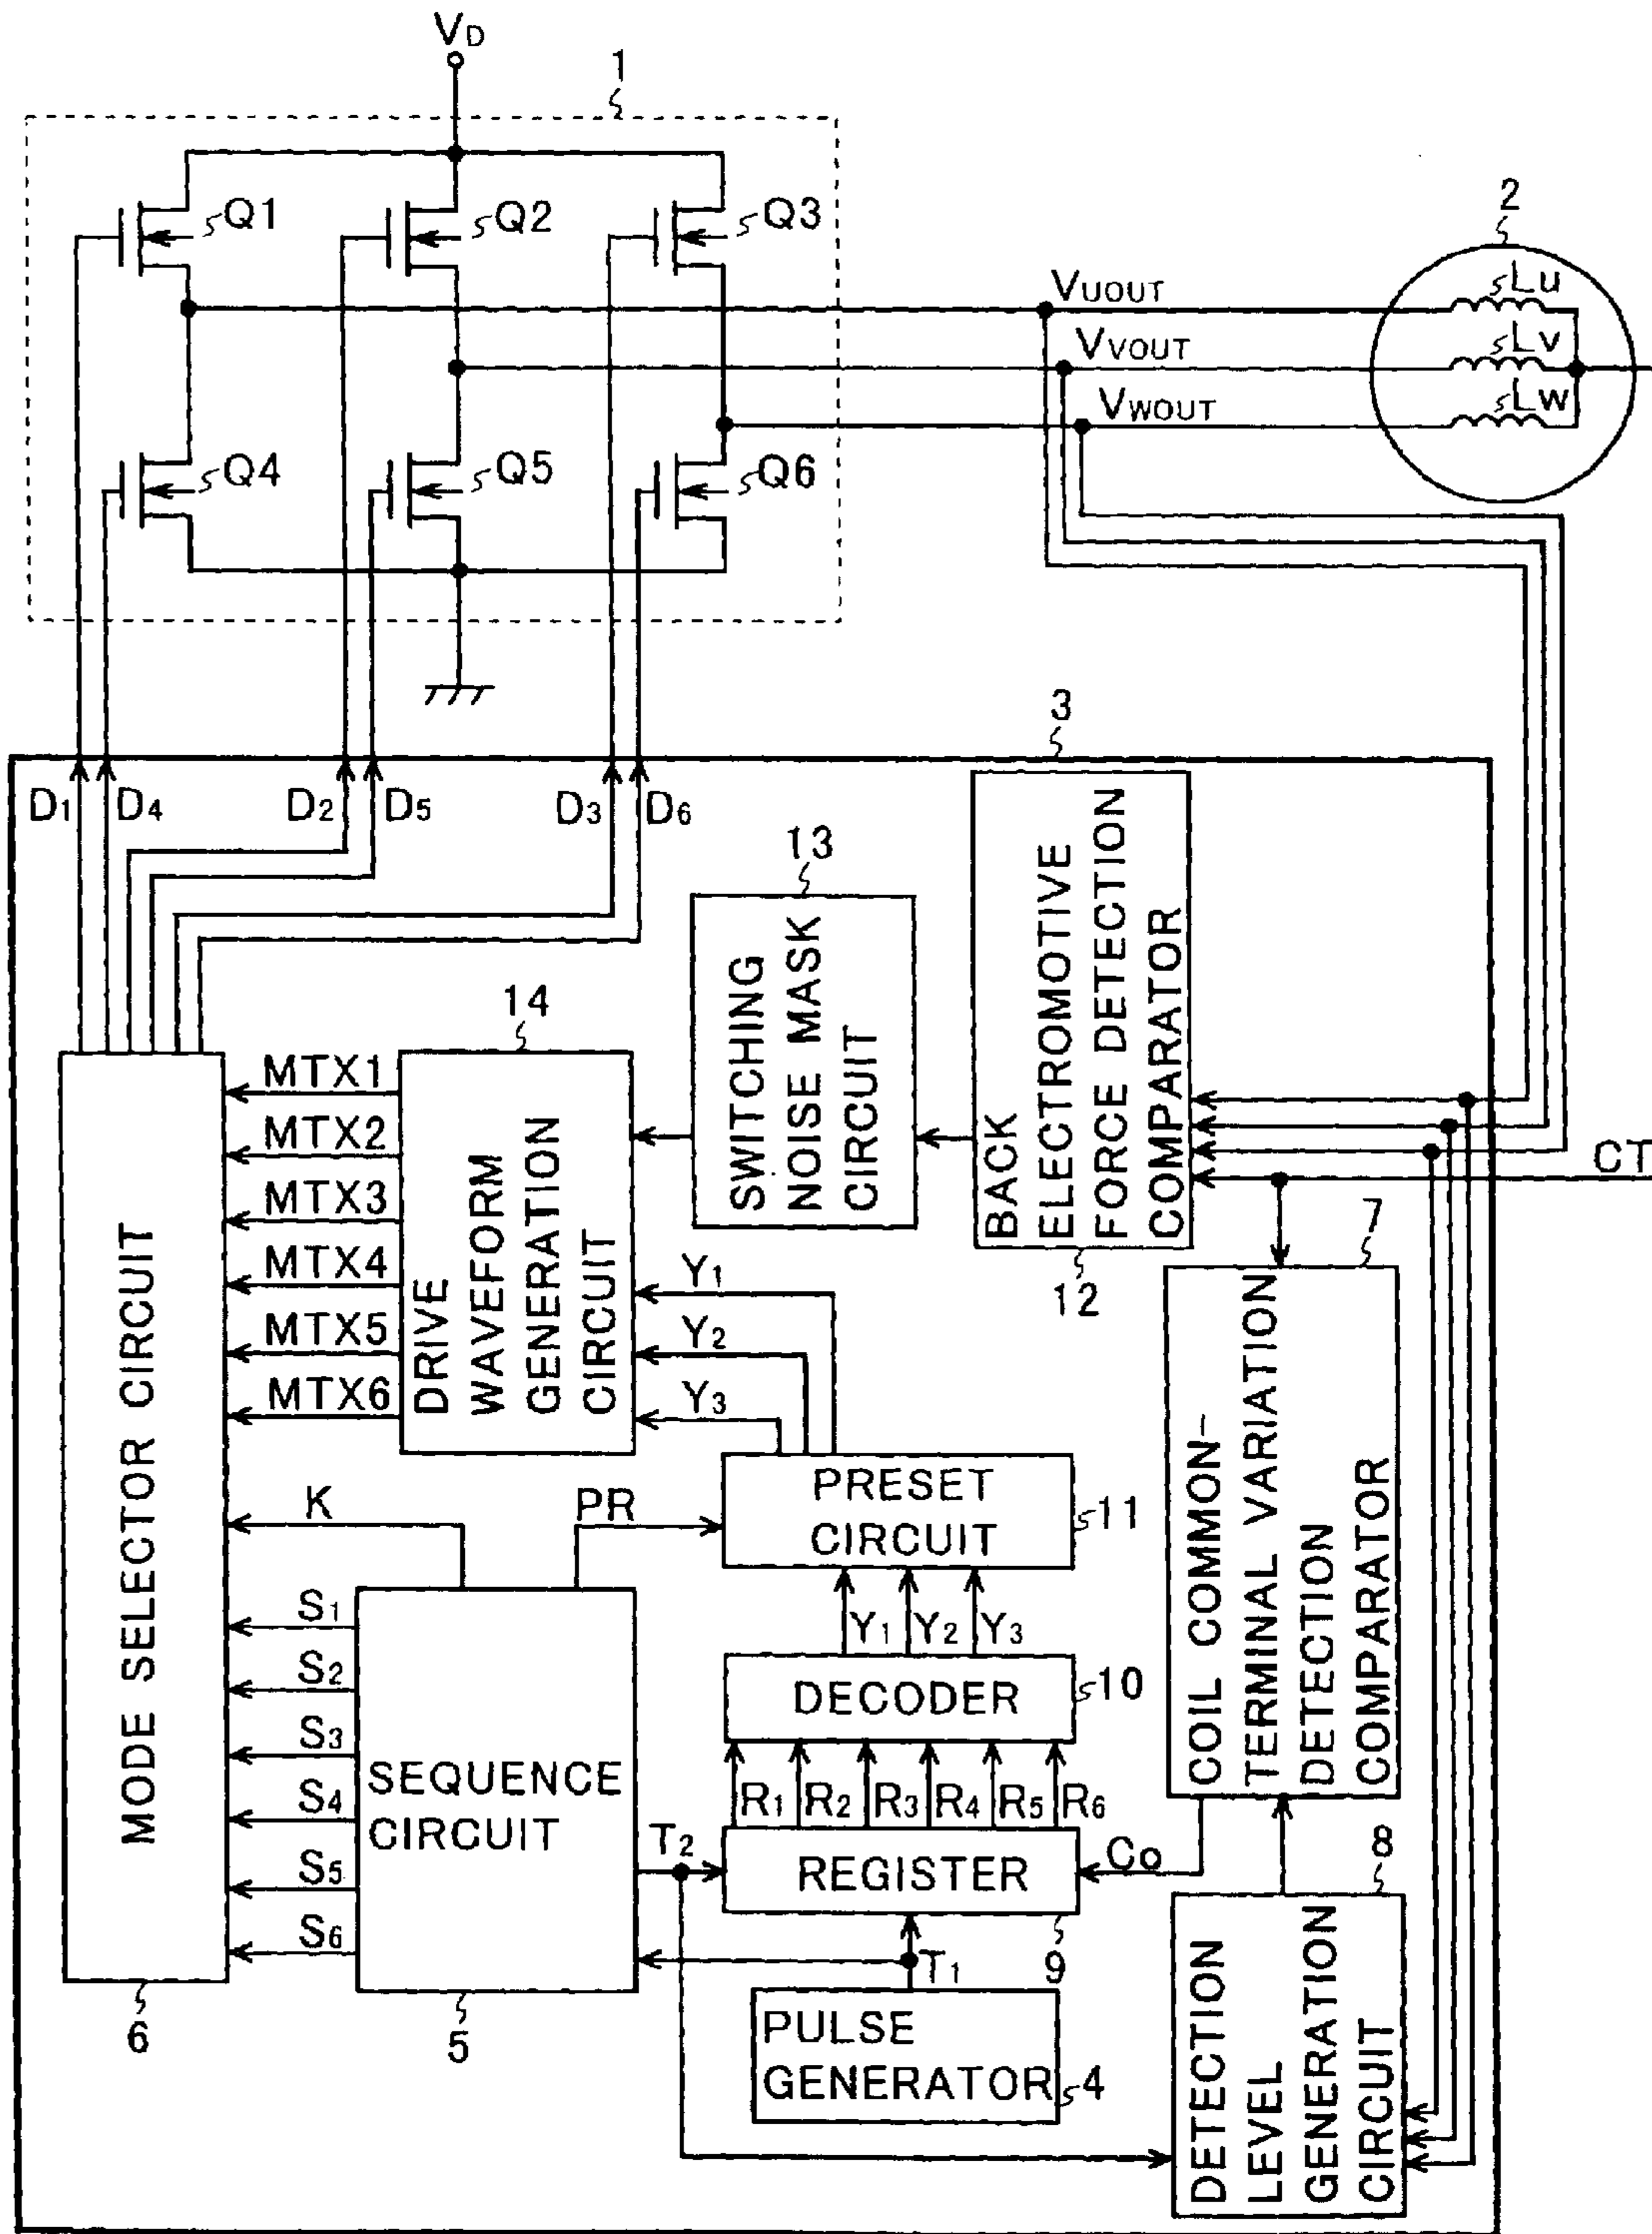 VD
1
Q1
Q2
Q3
2
VUOUT
Lu
VVOUT
Lv
VWOUT
Lw
Q4
Q5
Q6
3
D1
D4
D2
D5
D3
D6
13
SWITCHING
NOISE MASK
CIRCUIT
BACK
ELECTROMOTIVE
FORCE DETECTION
COMPARATOR
12
CT
14
MTX1
MTX2
MTX3
MTX4
MTX5
MTX6
DRIVE
WAVEFORM
GENERATION
CIRCUIT
Y1
Y2
Y3
7
COIL COMMON-
TERMINAL VARIATION
DETECTION
COMPARATOR
MODE SELECTOR CIRCUIT
6
K
PR
PRESET
CIRCUIT
11
Y1
Y2
Y3
DECODER
10
S1
S2
S3
S4
S5
S6
SEQUENCE
CIRCUIT
5
R1
R2
R3
R4
R5
R6
T2
REGISTER
Co
9
T1
PULSE
GENERATOR
4
8
DETECTION
LEVEL
GENERATION
CIRCUIT